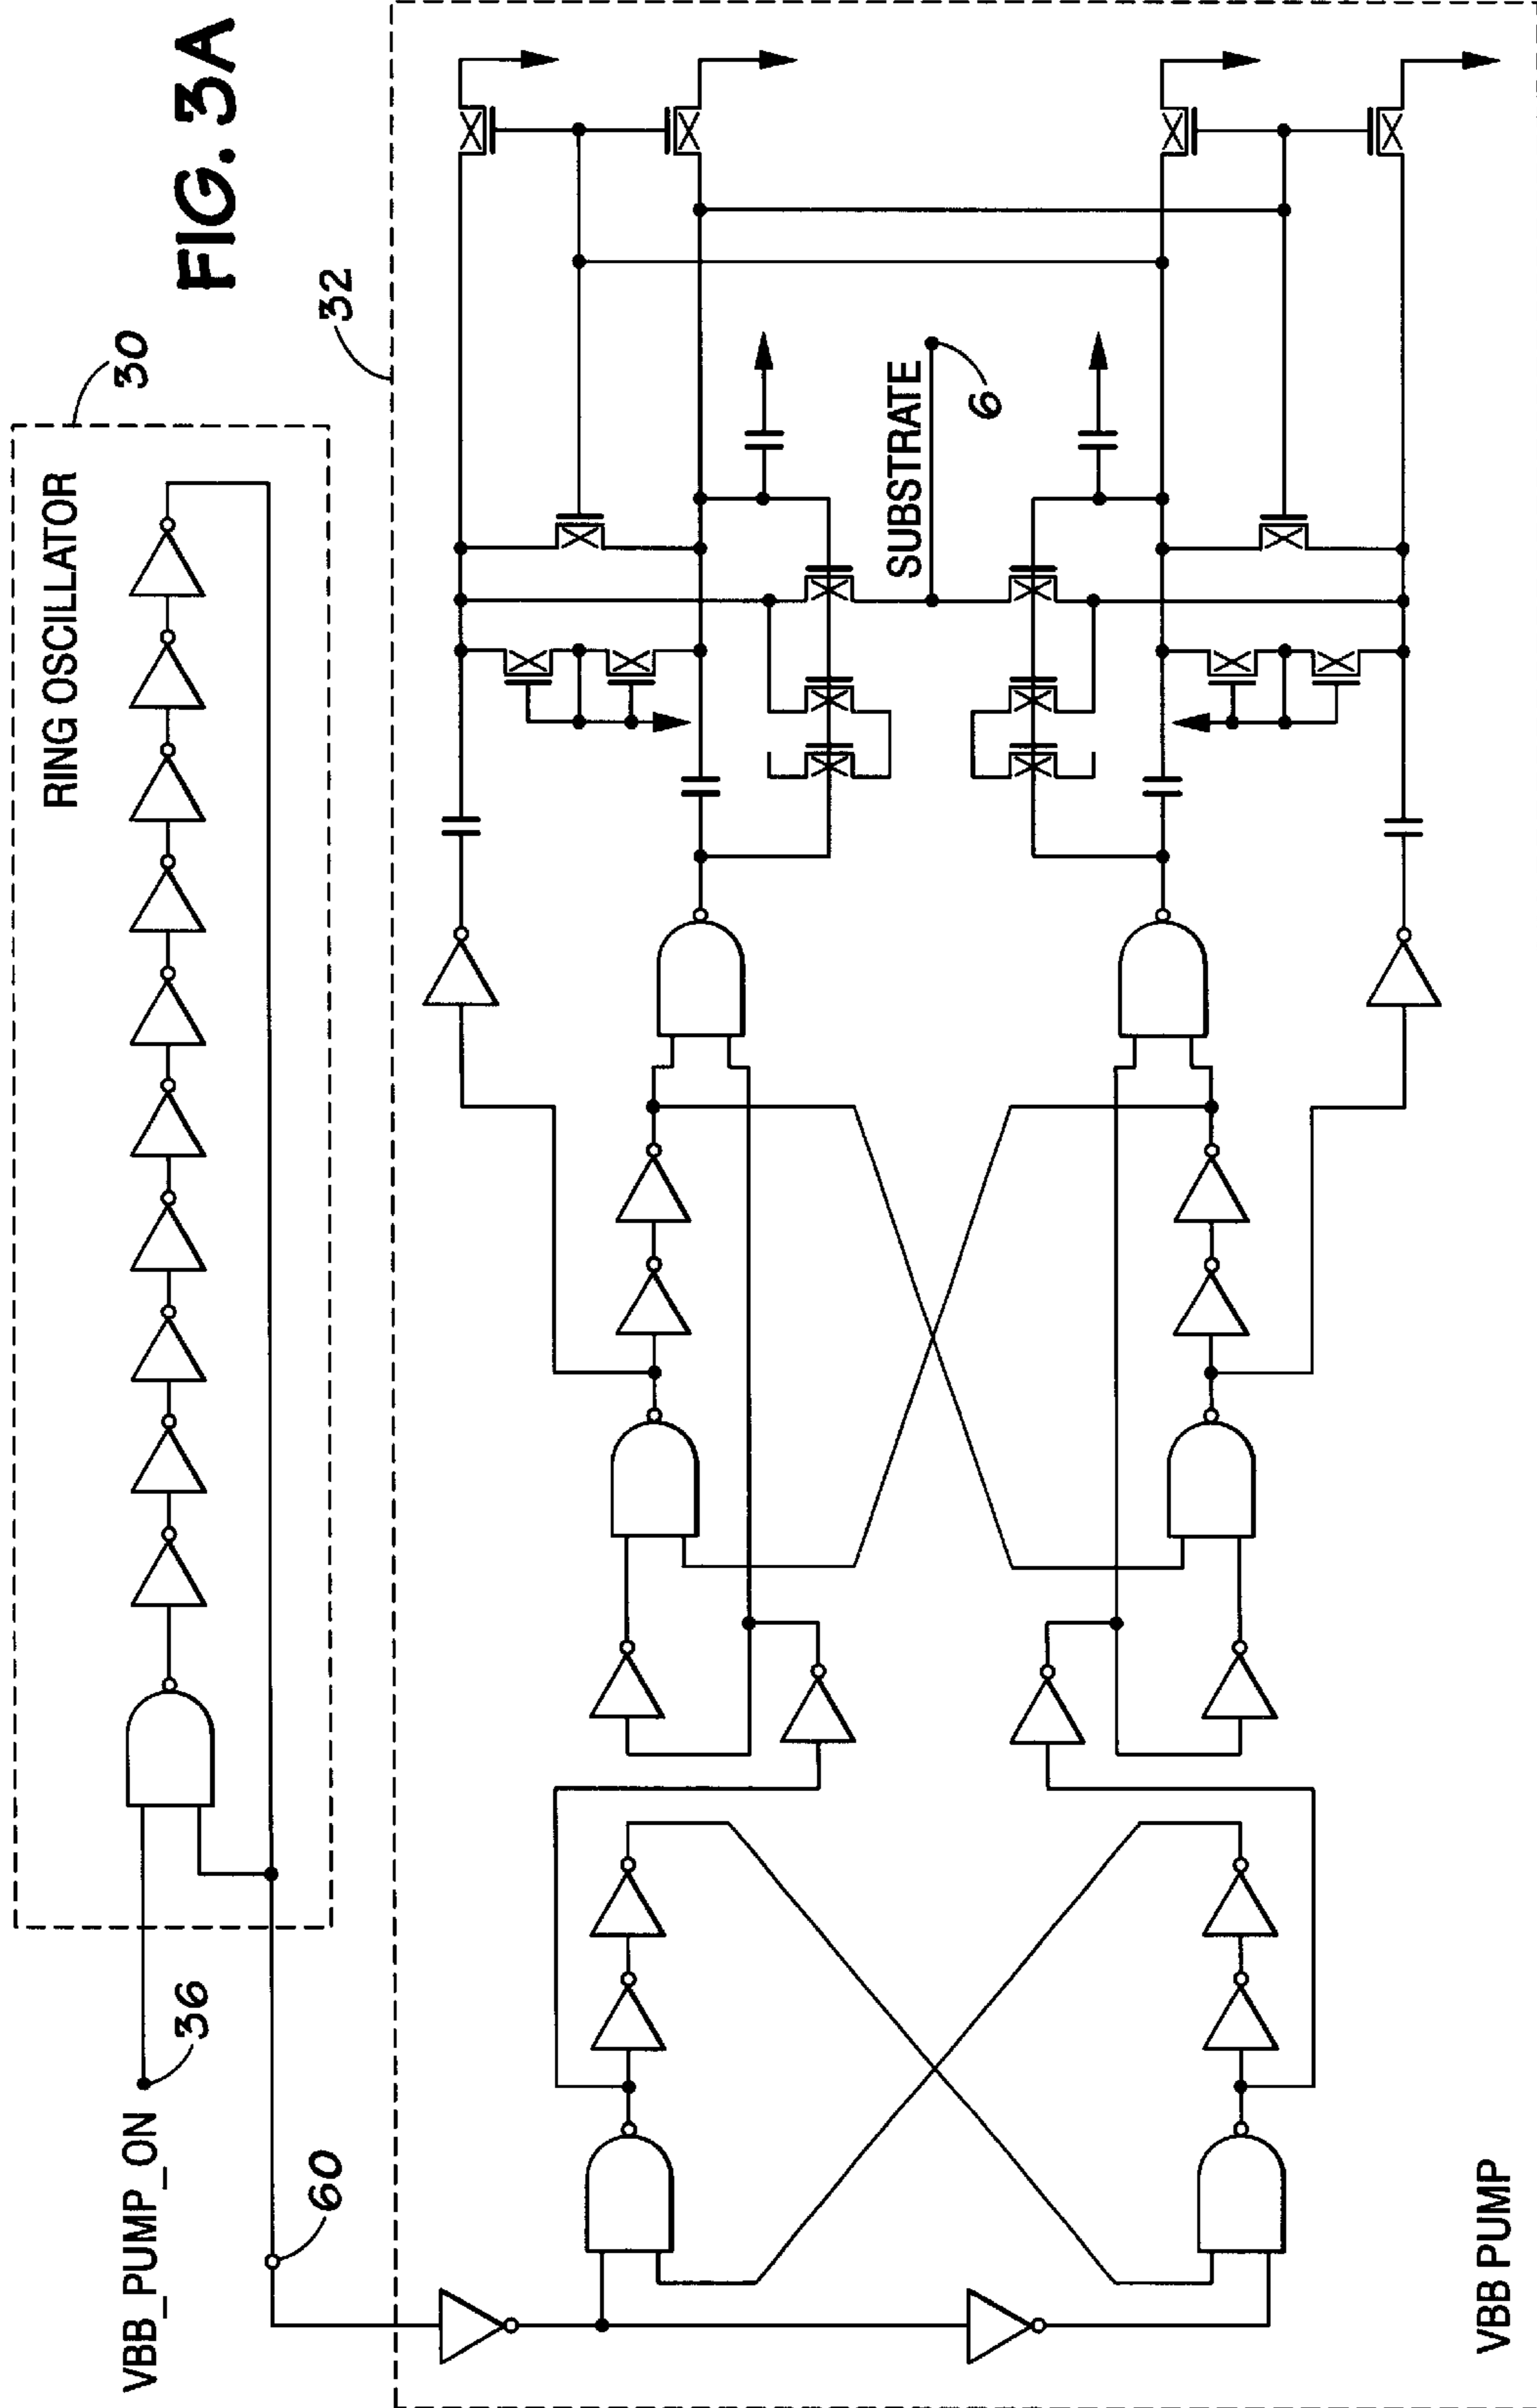 FIG. 3A
RING OSCILLATOR
30
VBB_PUMP_ON
36
60
32
SUBSTRATE
6
VBB PUMP